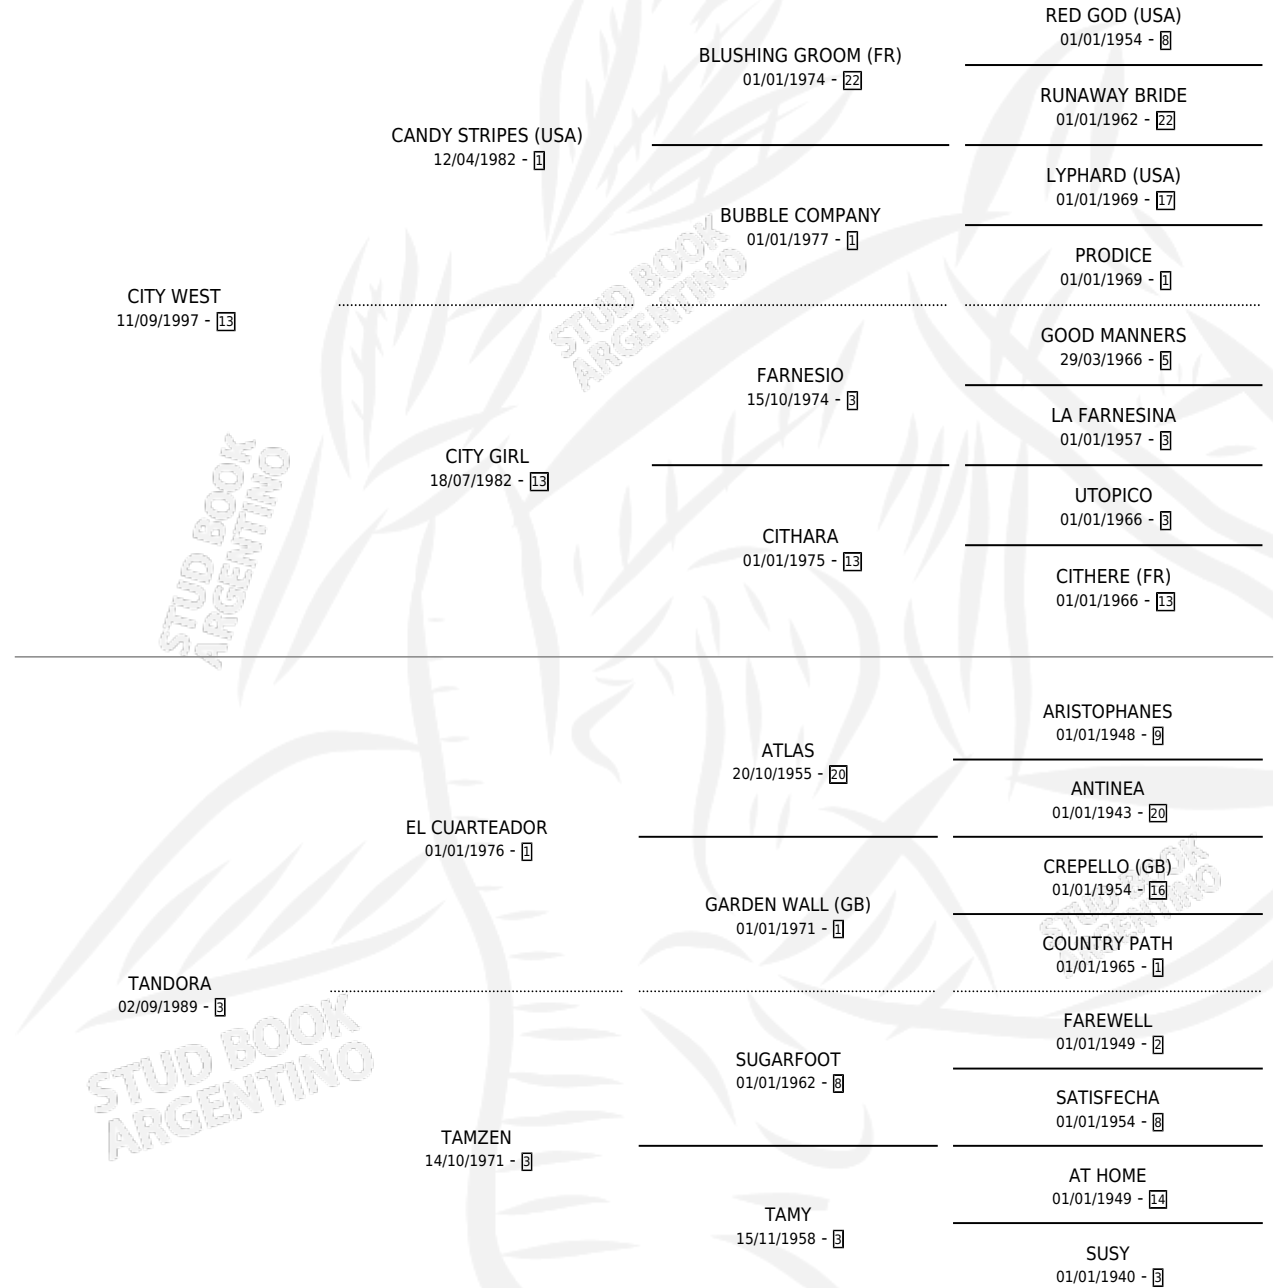 RED GOD (USA)
01/01/1954 - 8
BLUSHING GROOM (FR)
01/01/1974 - 22
RUNAWAY BRIDE
01/01/1962 - 22
CANDY STRIPES (USA)
12/04/1982 - 1
LYPHARD (USA)
01/01/1969 - 17
BUBBLE COMPANY
01/01/1977 - 1
PRODICE
01/01/1969 - 1
CITY WEST
11/09/1997 - 13
GOOD MANNERS
29/03/1966 - 5
FARNESIO
15/10/1974 - 3
LA FARNESINA
01/01/1957 - 3
CITY GIRL
18/07/1982 - 13
UTOPICO
01/01/1966 - 3
CITHARA
01/01/1975 - 13
CITHERE (FR)
01/01/1966 - 13
ARISTOPHANES
01/01/1948 - 9
ATLAS
20/10/1955 - 20
ANTINEA
01/01/1943 - 20
EL CUARTEADOR
01/01/1976 - 1
CREPELLO (GB)
01/01/1954 - 16
GARDEN WALL (GB)
01/01/1971 - 1
COUNTRY PATH
01/01/1965 - 1
TANDORA
02/09/1989 - 3
FAREWELL
01/01/1949 - 2
SUGARFOOT
01/01/1962 - 8
SATISFECHA
01/01/1954 - 8
TAMZEN
14/10/1971 - 3
AT HOME
01/01/1949 - 14
TAMY
15/11/1958 - 3
SUSY
01/01/1940 - 3
STUD BOOK
ARGENTINO
STUD BOOK
ARGENTINO
STUD BOOK
ARGENTINO
STUD BOOK
ARGENTINO